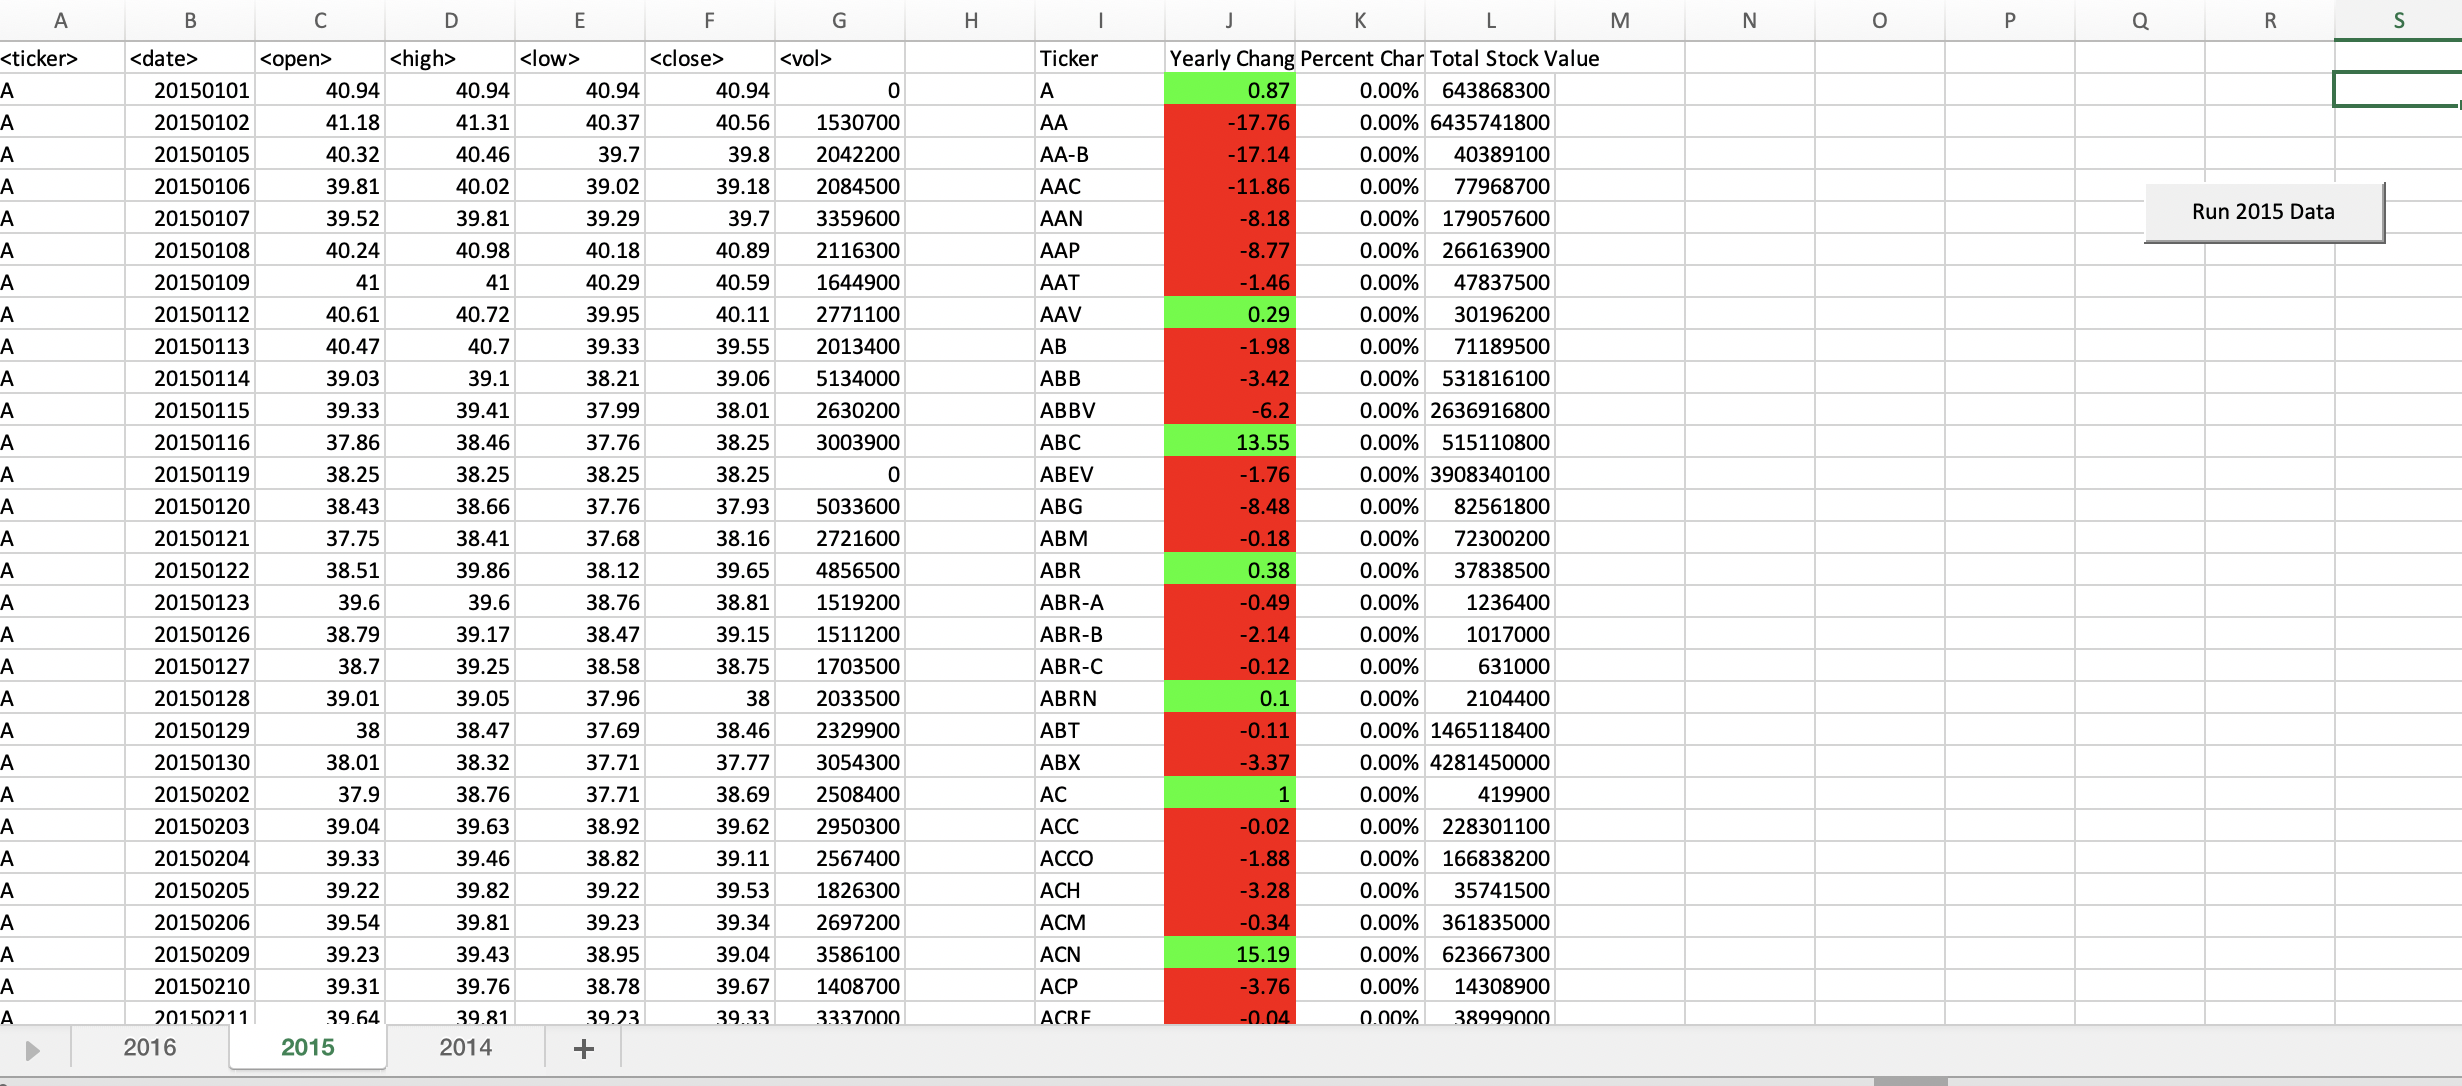 A B C D E F G H I J K L M N O P Q R S
<ticker> <date> <open> <high> <low> <close> <vol> Ticker Yearly Chang Percent Char Total Stock Value
A 20150101 40.94 40.94 40.94 40.94 0 A 0.87 0.00% 643868300
A 20150102 41.18 41.31 40.37 40.56 1530700 AA -17.76 0.00% 6435741800
A 20150105 40.32 40.46 39.7 39.8 2042200 AA-B -17.14 0.00% 40389100
A 20150106 39.81 40.02 39.02 39.18 2084500 AAC -11.86 0.00% 77968700
A 20150107 39.52 39.81 39.29 39.7 3359600 AAN -8.18 0.00% 179057600
Run 2015 Data
A 20150108 40.24 40.98 40.18 40.89 2116300 AAP -8.77 0.00% 266163900
A 20150109 41 41 40.29 40.59 1644900 AAT -1.46 0.00% 47837500
A 20150112 40.61 40.72 39.95 40.11 2771100 AAV 0.29 0.00% 30196200
A 20150113 40.47 40.7 39.33 39.55 2013400 AB -1.98 0.00% 71189500
A 20150114 39.03 39.1 38.21 39.06 5134000 ABB -3.42 0.00% 531816100
A 20150115 39.33 39.41 37.99 38.01 2630200 ABBV -6.2 0.00% 2636916800
A 20150116 37.86 38.46 37.76 38.25 3003900 ABC 13.55 0.00% 515110800
A 20150119 38.25 38.25 38.25 38.25 0 ABEV -1.76 0.00% 3908340100
A 20150120 38.43 38.66 37.76 37.93 5033600 ABG -8.48 0.00% 82561800
A 20150121 37.75 38.41 37.68 38.16 2721600 ABM -0.18 0.00% 72300200
A 20150122 38.51 39.86 38.12 39.65 4856500 ABR 0.38 0.00% 37838500
A 20150123 39.6 39.6 38.76 38.81 1519200 ABR-A -0.49 0.00% 1236400
A 20150126 38.79 39.17 38.47 39.15 1511200 ABR-B -2.14 0.00% 1017000
A 20150127 38.7 39.25 38.58 38.75 1703500 ABR-C -0.12 0.00% 631000
A 20150128 39.01 39.05 37.96 38 2033500 ABRN 0.1 0.00% 2104400
A 20150129 38 38.47 37.69 38.46 2329900 ABT -0.11 0.00% 1465118400
A 20150130 38.01 38.32 37.71 37.77 3054300 ABX -3.37 0.00% 4281450000
A 20150202 37.9 38.76 37.71 38.69 2508400 AC 1 0.00% 419900
A 20150203 39.04 39.63 38.92 39.62 2950300 ACC -0.02 0.00% 228301100
A 20150204 39.33 39.46 38.82 39.11 2567400 ACCO -1.88 0.00% 166838200
A 20150205 39.22 39.82 39.22 39.53 1826300 ACH -3.28 0.00% 35741500
A 20150206 39.54 39.81 39.23 39.34 2697200 ACM -0.34 0.00% 361835000
A 20150209 39.23 39.43 38.95 39.04 3586100 ACN 15.19 0.00% 623667300
A 20150210 39.31 39.76 38.78 39.67 1408700 ACP -3.76 0.00% 14308900
A 20150211 39.64 39.81 39.23 39.33 3337000 ACRE -0.04 0.00% 38999000
2016 2015 2014 +